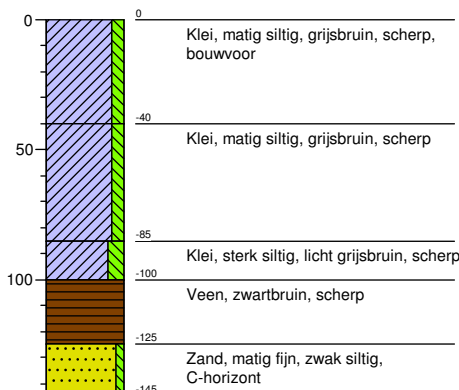 0
0
Klei, matig siltig, grijsbruin, scherp,
bouwvoor
-40
Klei, matig siltig, grijsbruin, scherp
50
-85
Klei, sterk siltig, licht grijsbruin, scherp
100
-100
Veen, zwartbruin, scherp
-125
Zand, matig fijn, zwak siltig,
C-horizont
-145